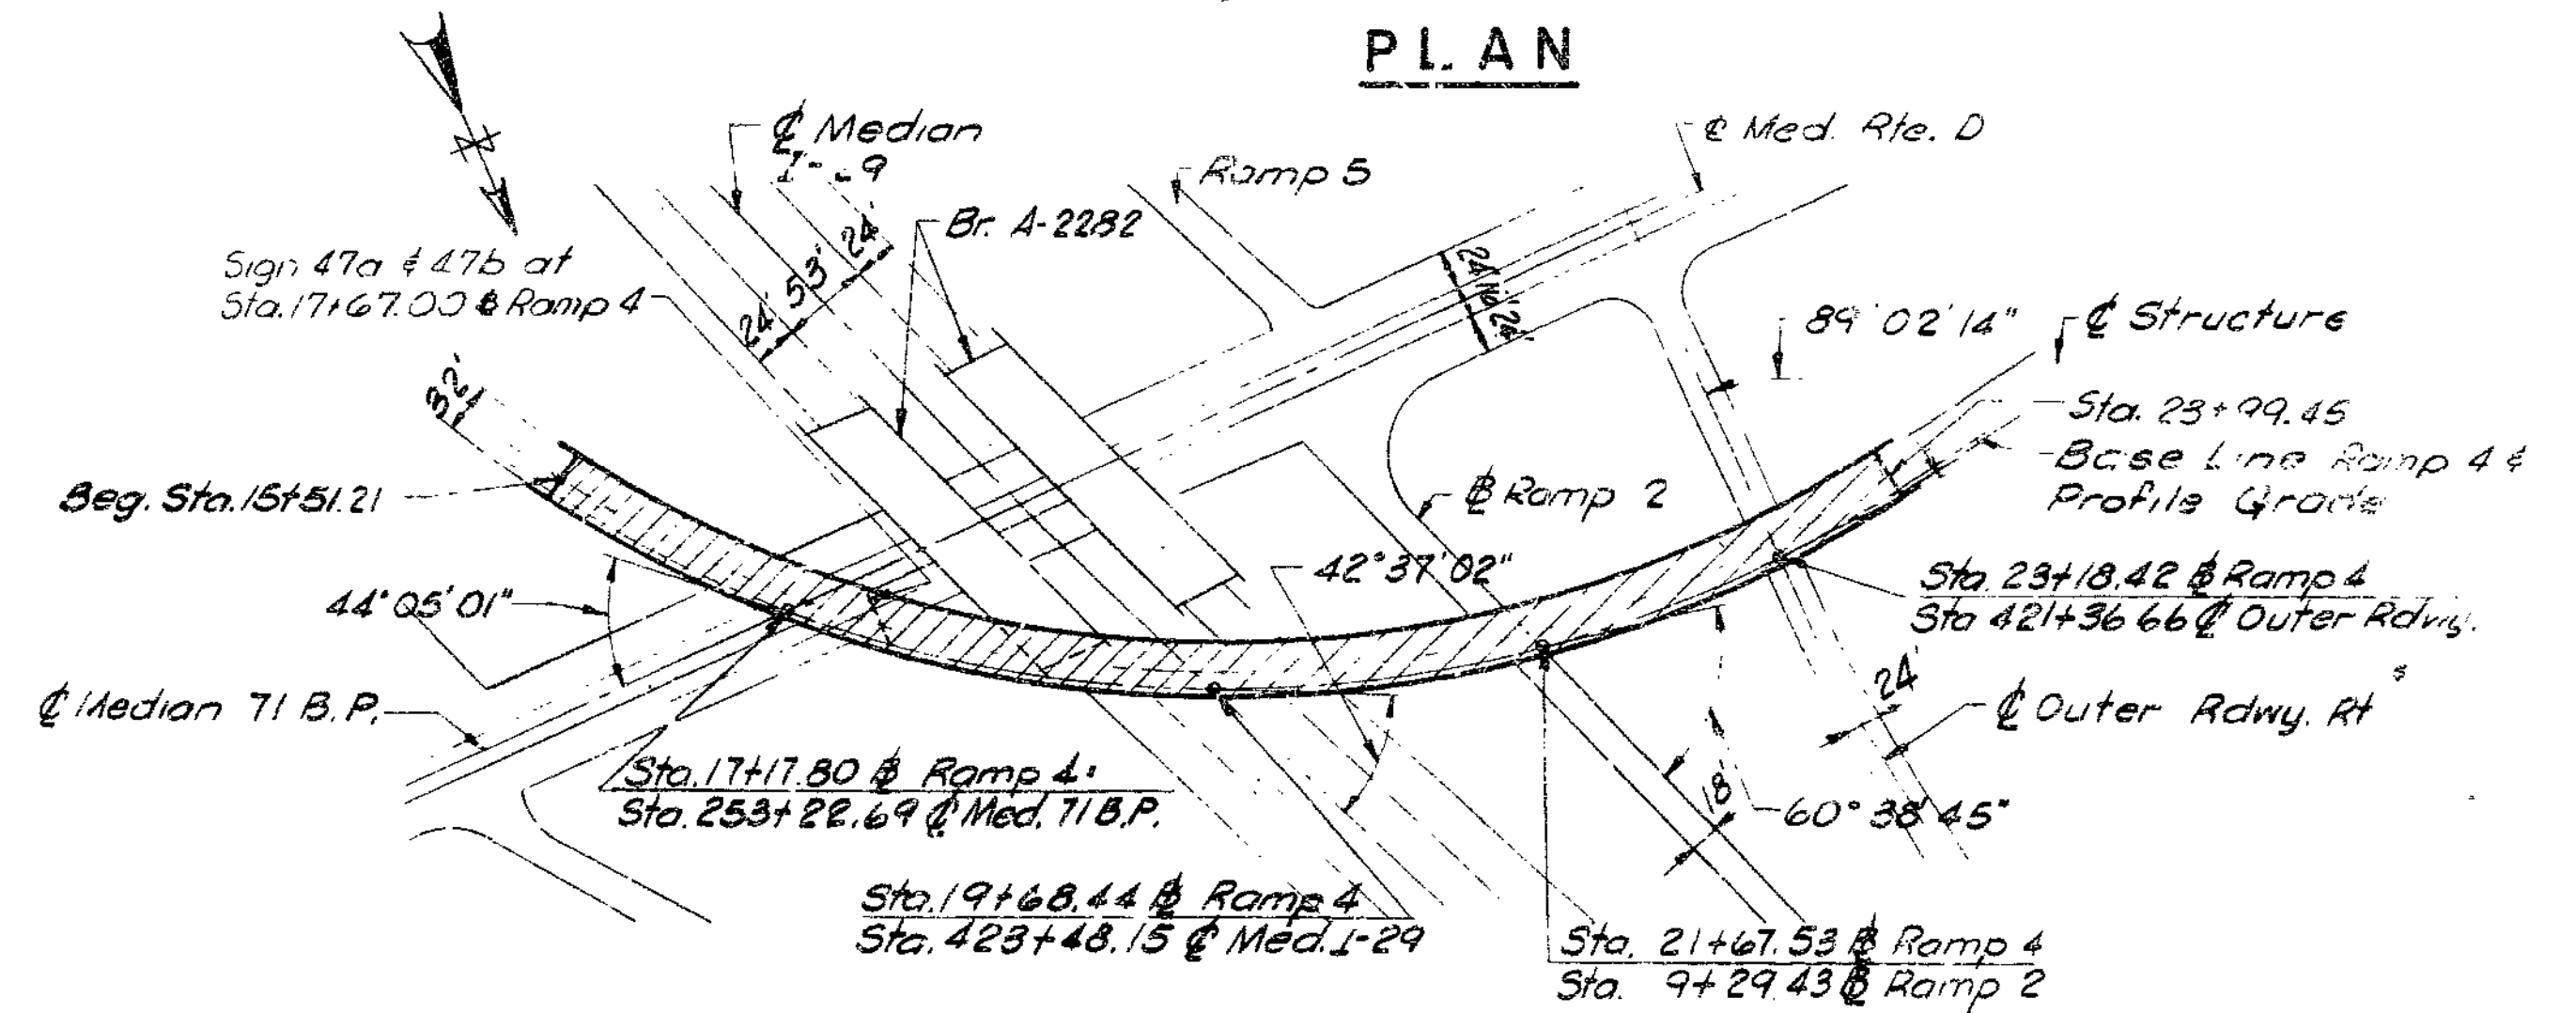 PLAN
℄ Median
I-29
Ramp 5
℄ Med. Rte. D
Br. A-2282
Sign 47a & 47b at
Sta. 17+67.00 ⅊ Ramp 4
24' 53' 24'
24' 16' 24'
89°02'14"
℄ Structure
32'
Sta. 23+99.45
Base Line Ramp 4 &
Profile Grade
Beg. Sta. 15+51.21
⅊ Ramp 2
42°37'02"
44°05'01"
Sta. 23+18.42 ⅊ Ramp 4
Sta 421+36.66 ℄ Outer Rdwy.
24'
℄ Median 71 B.P.
℄ Outer Rdwy. Rt
Sta. 17+17.80 ⅊ Ramp 4
Sta. 253+22.69 ℄ Med. 71 B.P.
18'
60°38'45"
Sta. 19+68.44 ⅊ Ramp 4
Sta. 423+48.15 ℄ Med. I-29
Sta. 21+67.53 ⅊ Ramp 4
Sta. 9+29.43 ⅊ Ramp 2